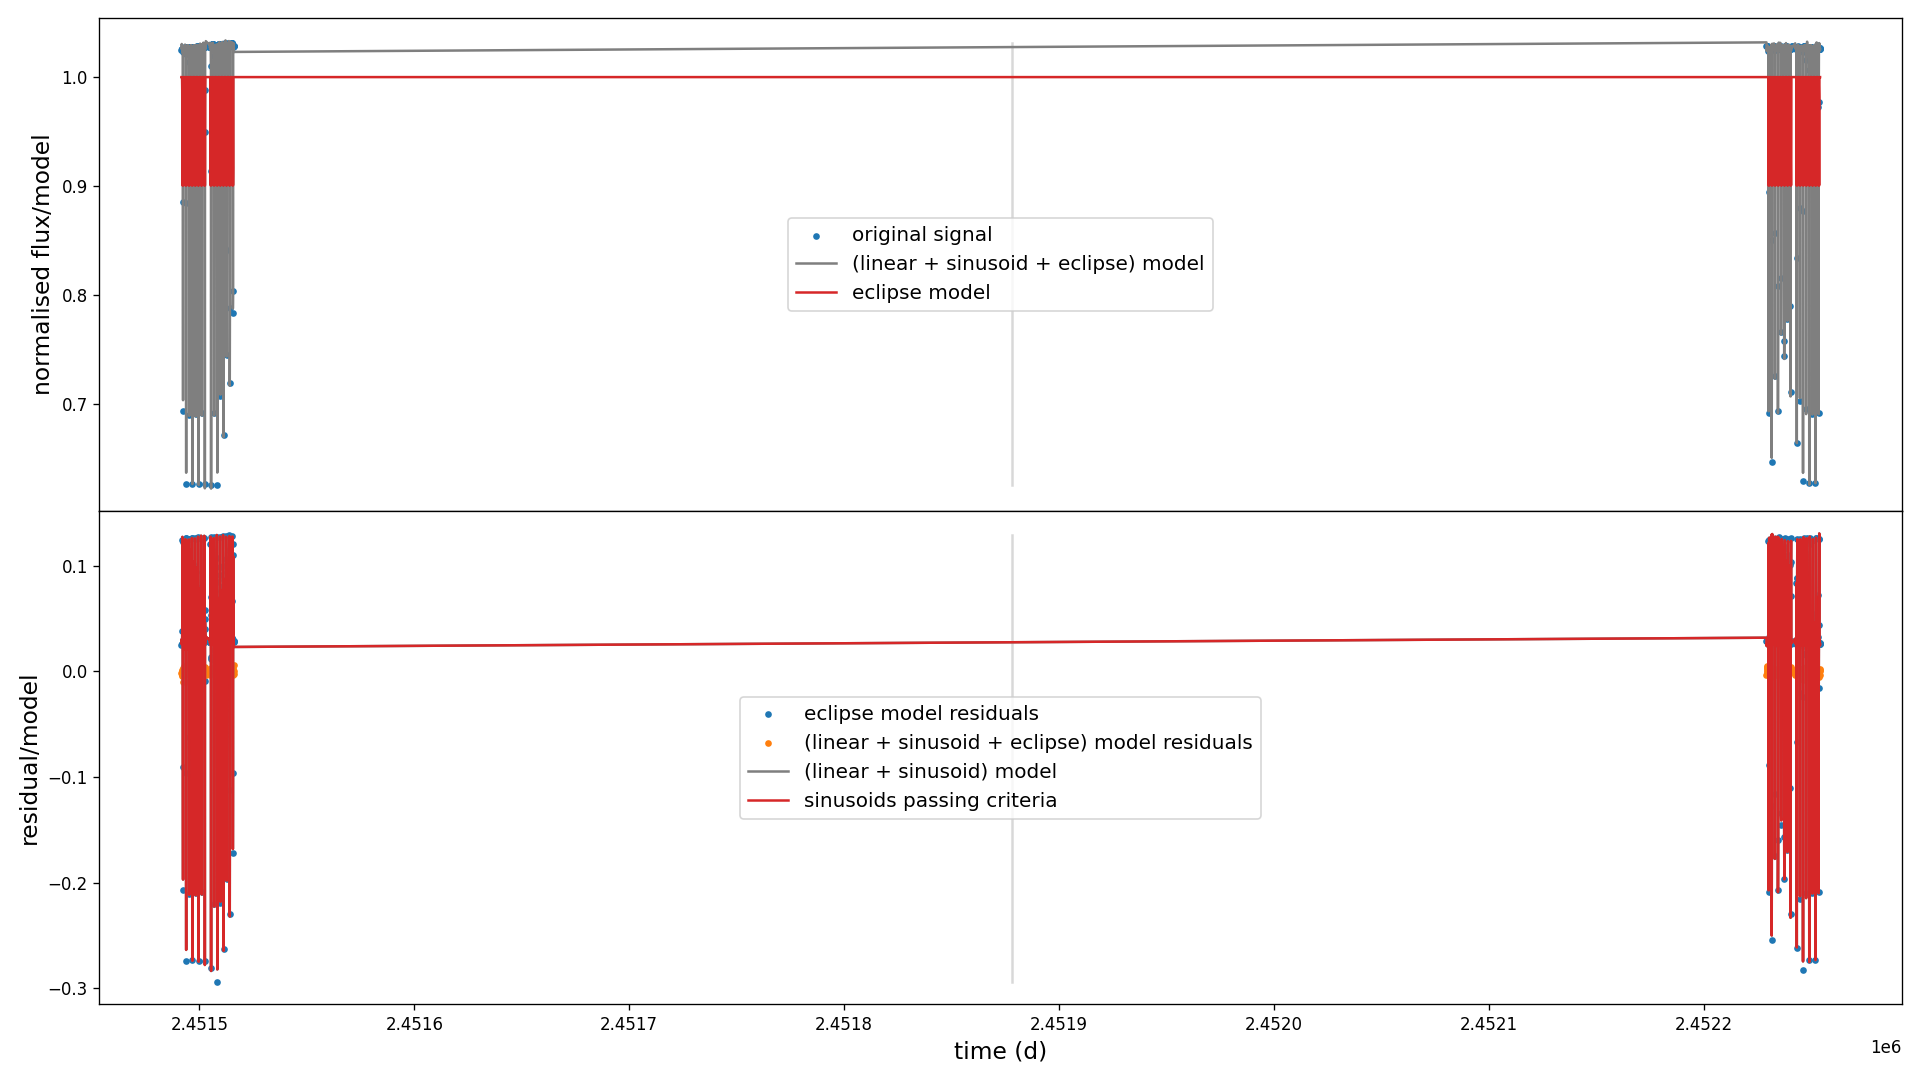 1.0
0.9
0.8
0.7
normalised flux/model
original signal
(linear + sinusoid + eclipse) model
eclipse model
0.1
0.0
−0.1
−0.2
−0.3
residual/model
eclipse model residuals
(linear + sinusoid + eclipse) model residuals
(linear + sinusoid) model
sinusoids passing criteria
2.4515 2.4516 2.4517 2.4518 2.4519 2.4520 2.4521 2.4522
1e6
time (d)